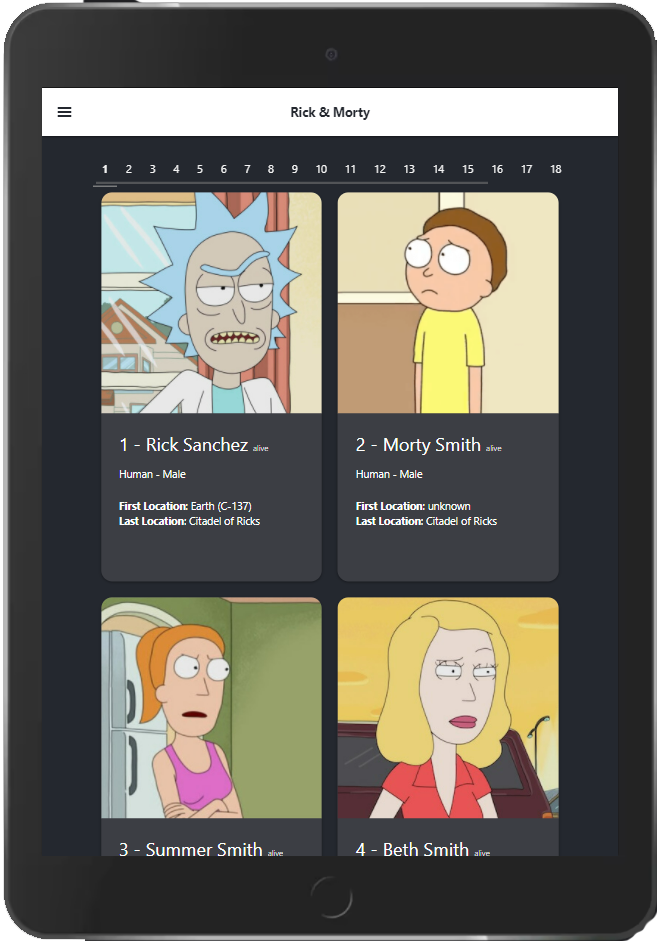 Rick & Morty
1 2 3 4 5 6 7 8 9 10 11 12 13 14 15 16 17 18
1 - Rick Sanchez alive
Human - Male
First Location: Earth (C-137)
Last Location: Citadel of Ricks
2 - Morty Smith alive
Human - Male
First Location: unknown
Last Location: Citadel of Ricks
3 - Summer Smith alive
4 - Beth Smith alive